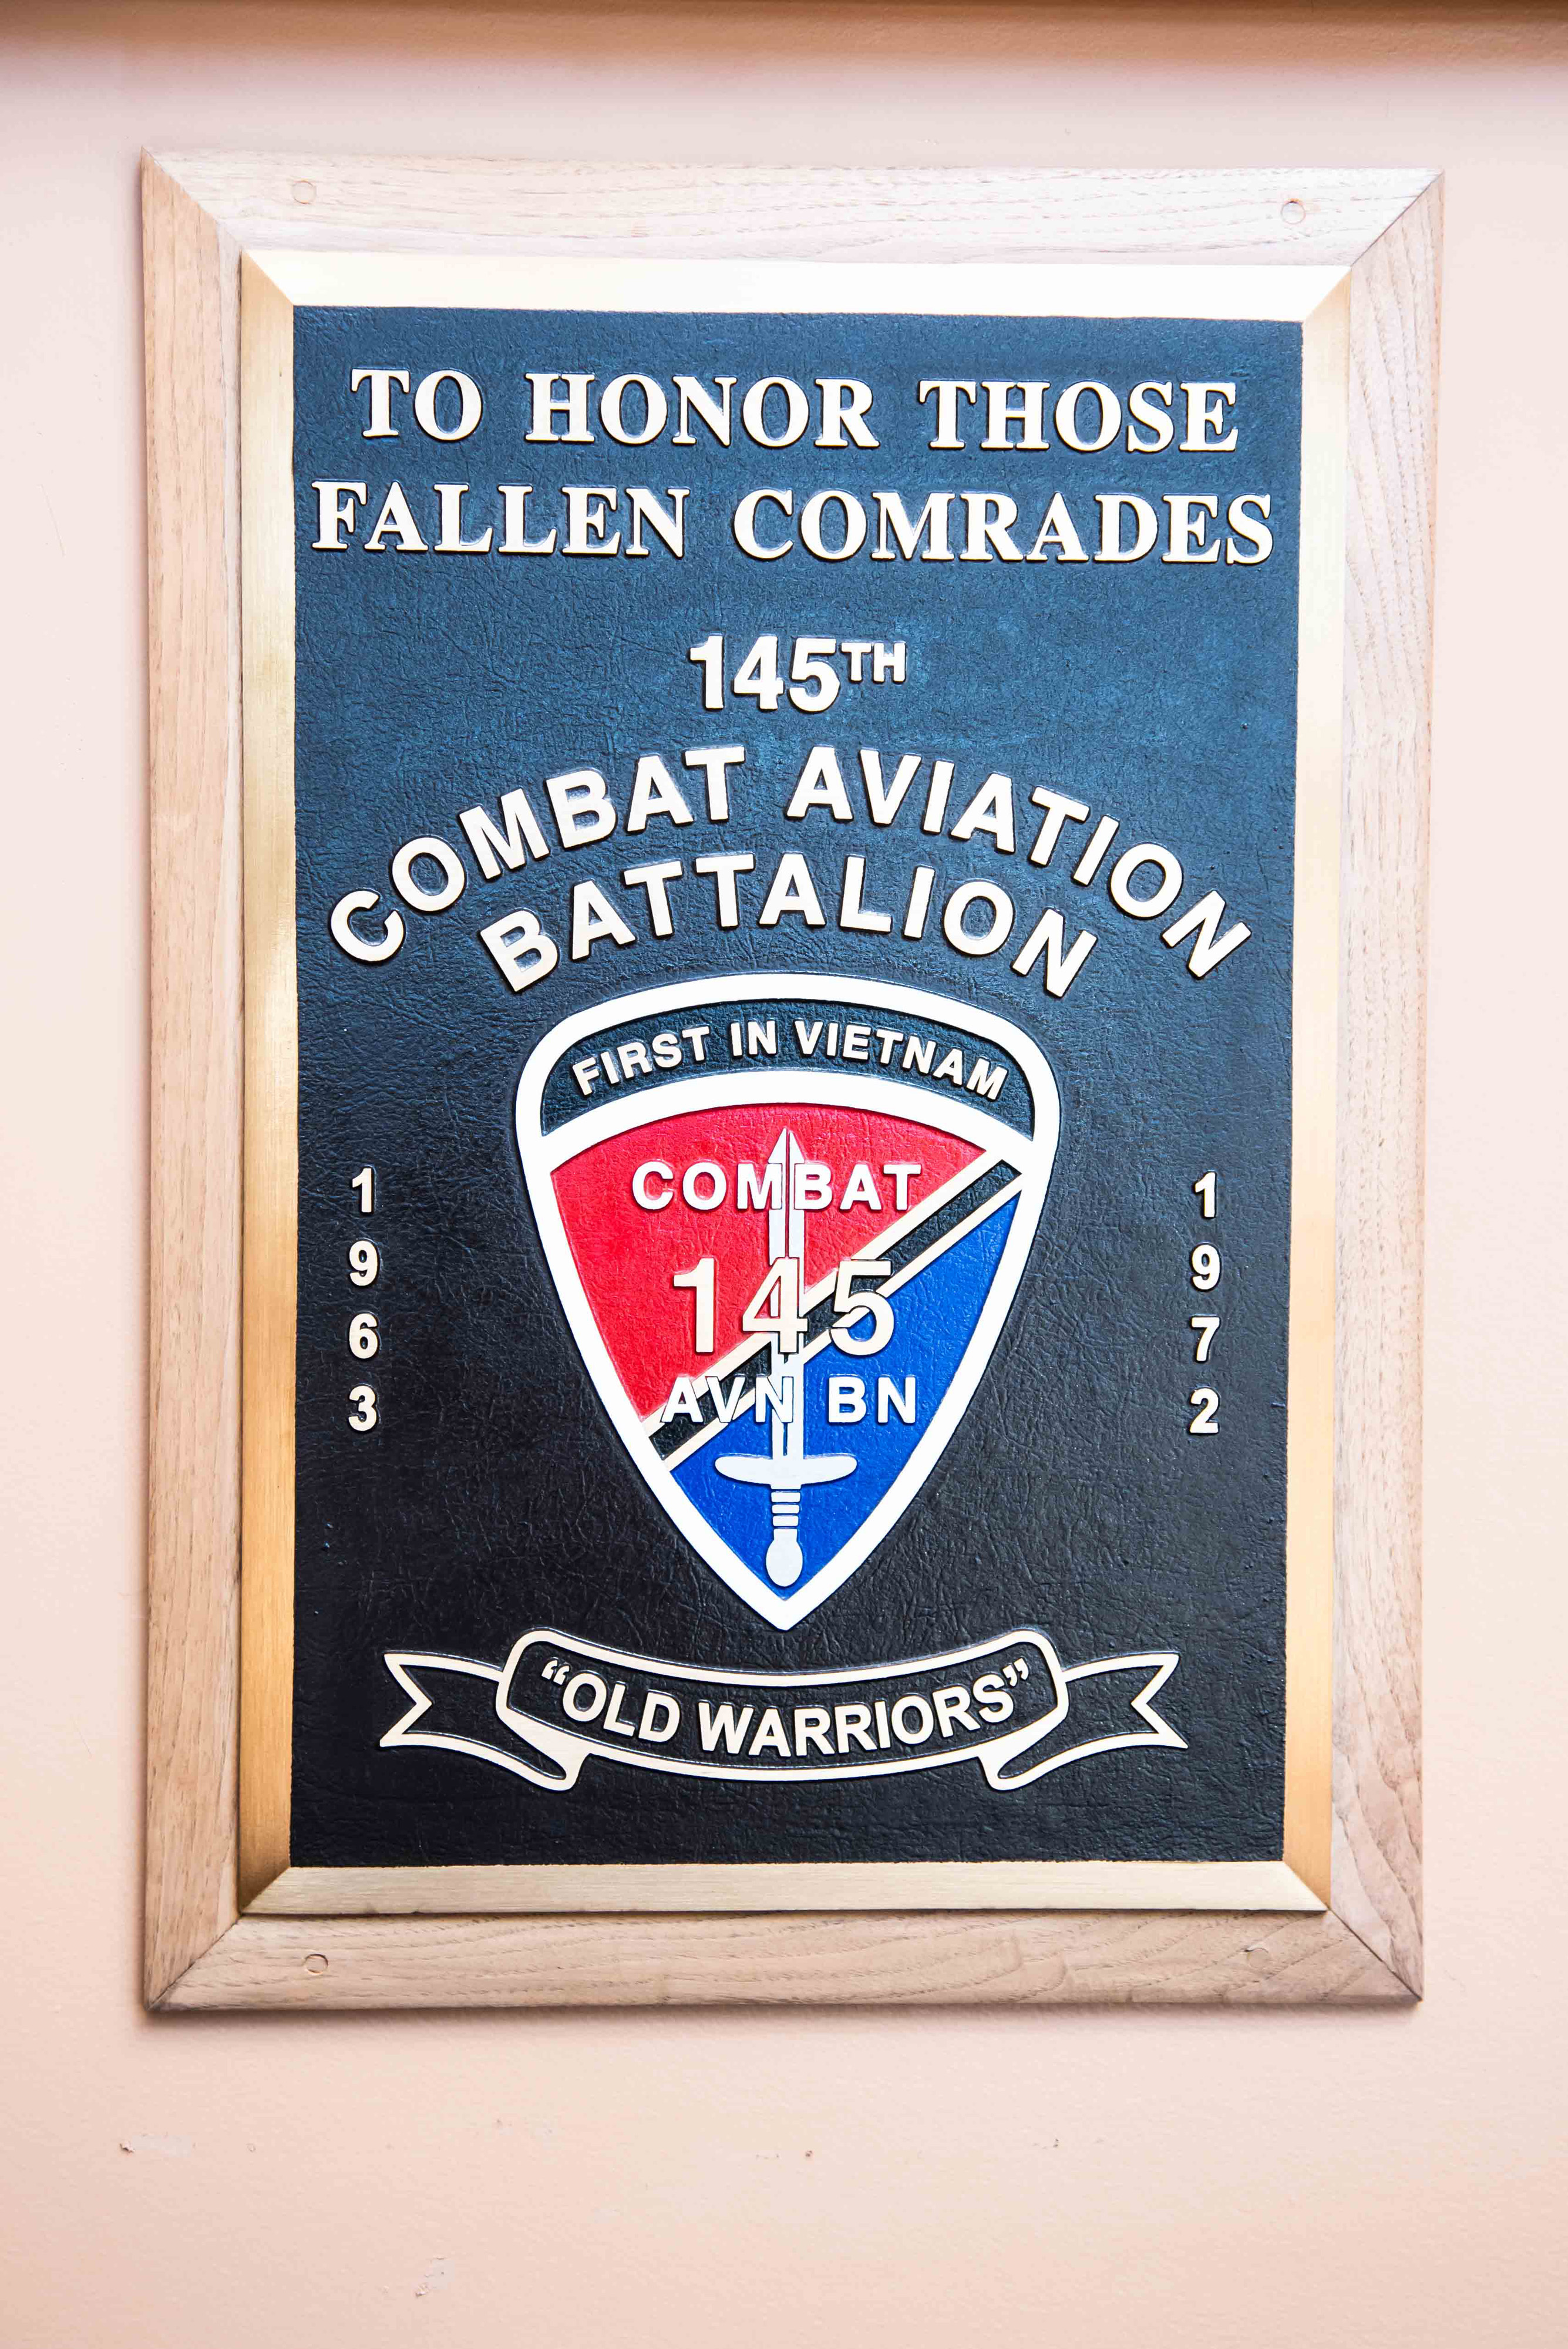 TO HONOR THOSE
FALLEN COMRADES
145TH
COMBAT AVIATION
BATTALION
FIRST IN VIETNAM
COMBAT
145
AVN BN
1963
1972
“OLD WARRIORS”